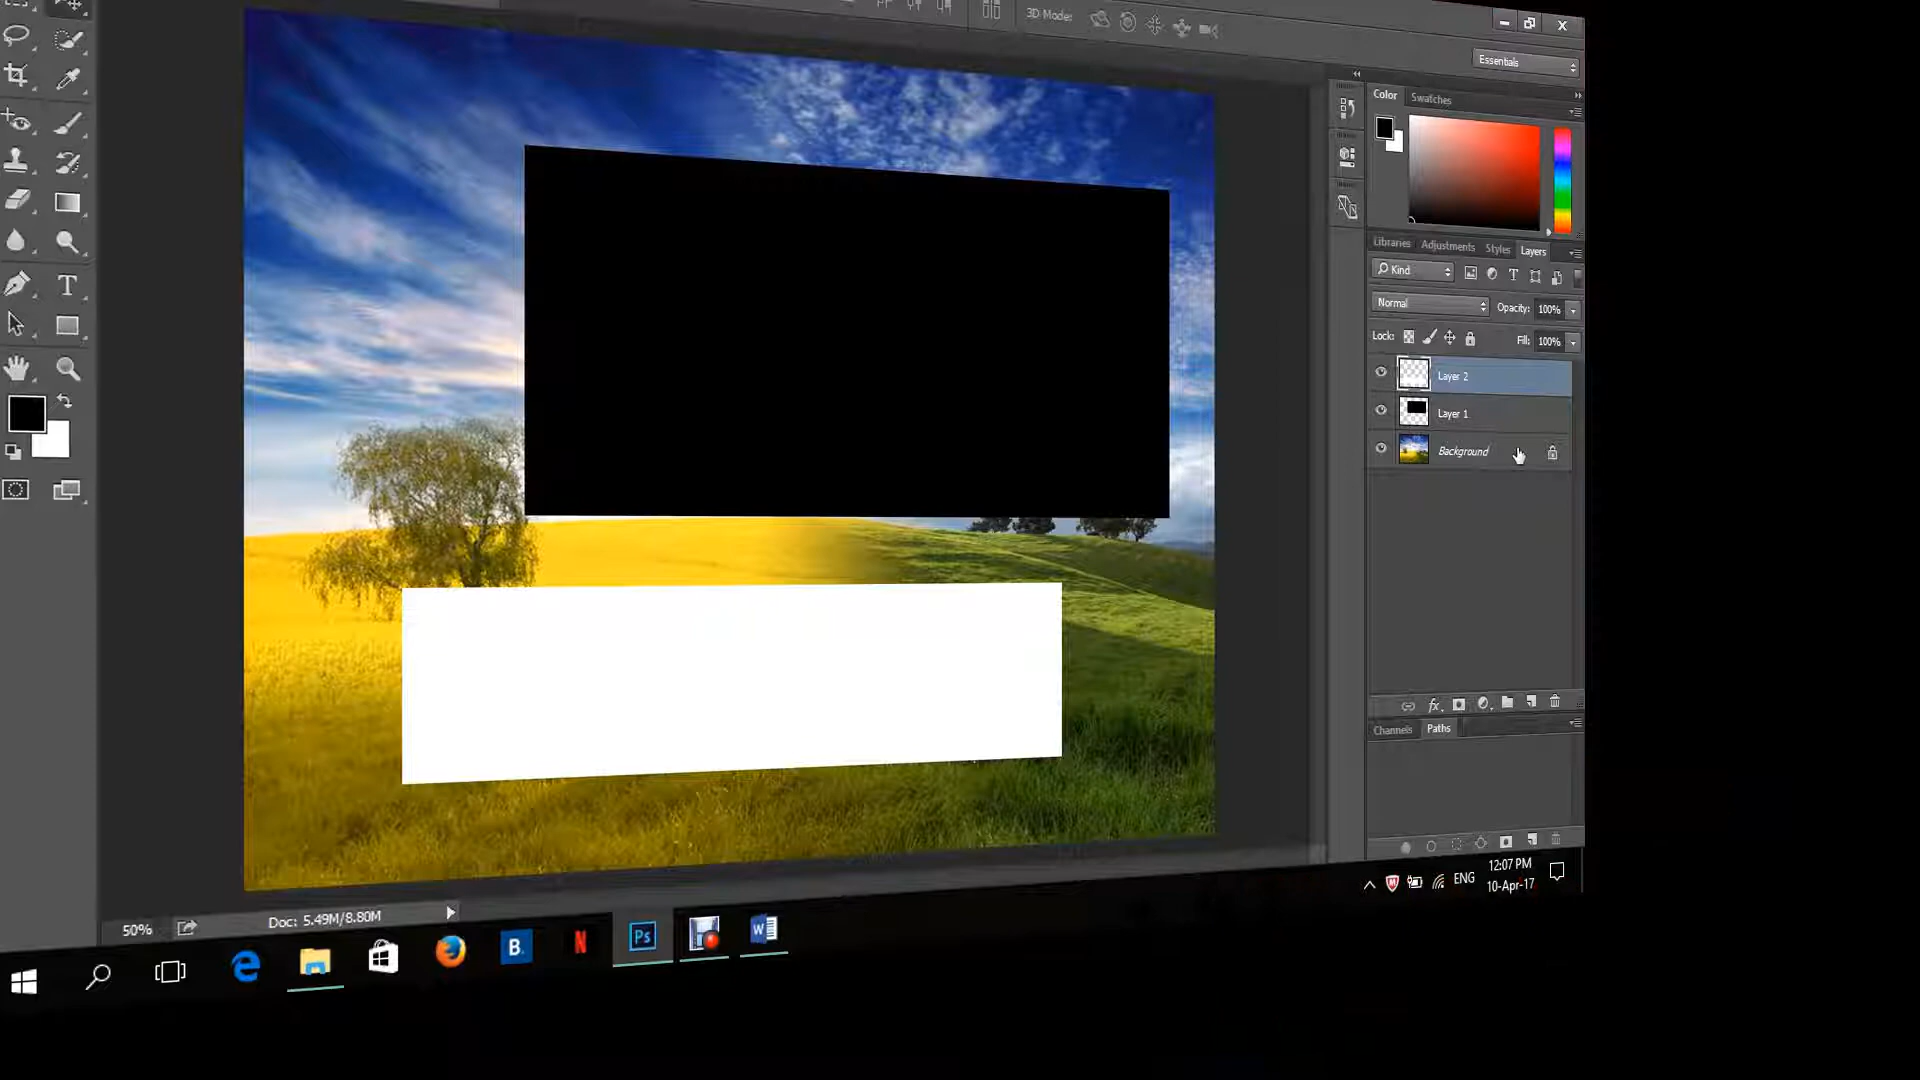 3D Mode:
Essentials
Color
Swatches
Libraries
Adjustments
Styles
Layers
Kind
Normal
Opacity: 100%
Lock:
Fill: 100%
Layer 2
Layer 1
Background
Channels
Paths
50%
Doc: 5.49M/8.80M
12:07 PM
ENG
10-Apr-17
B.
N
Ps
W